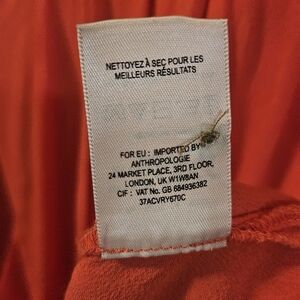 NETTOYEZ À SEC POUR LES
MEILLEURS RÉSULTATS
FOR EU : IMPORTED BY
ANTHROPOLOGIE
24 MARKET PLACE, 3RD FLOOR,
LONDON, UK W1W8AN
CIF : VAT No. GB 684936382
37ACVRY670C